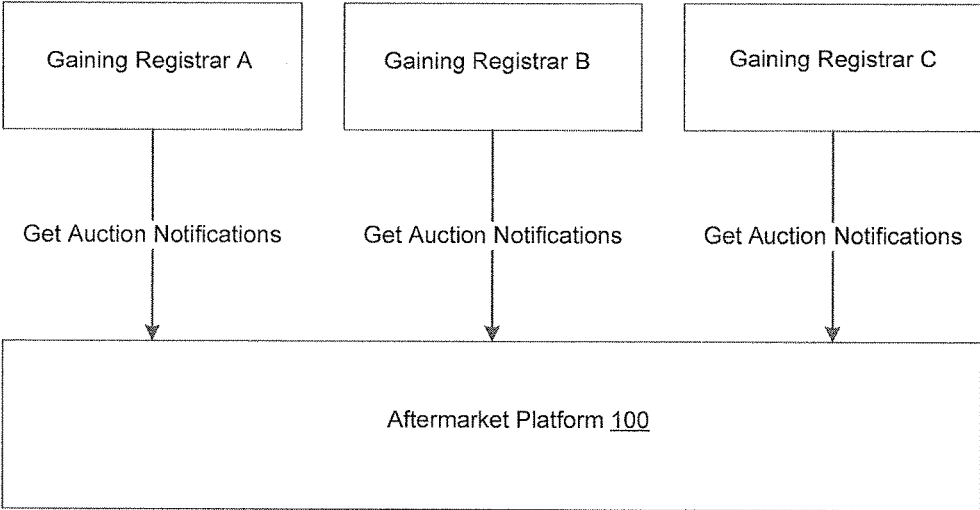 Gaining Registrar A
Gaining Registrar B
Gaining Registrar C
Get Auction Notifications
Get Auction Notifications
Get Auction Notifications
Aftermarket Platform 100